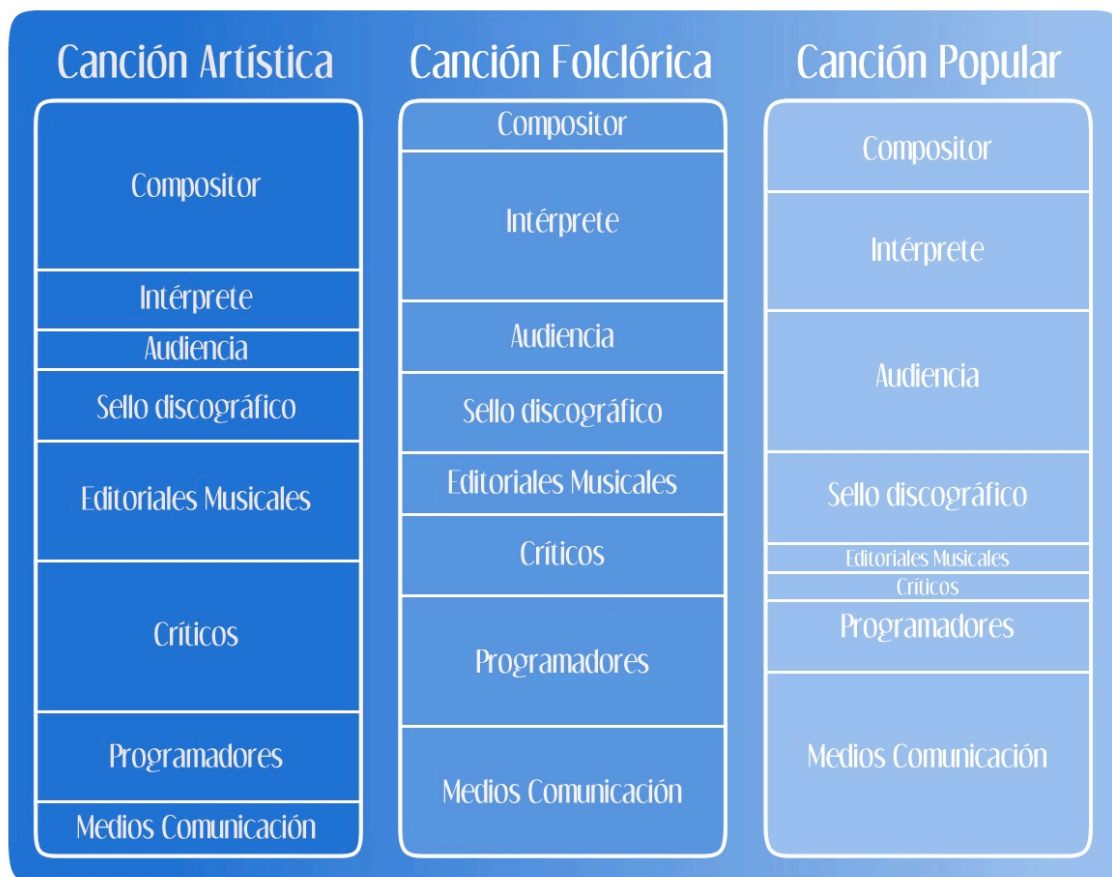 Canción Artística
Compositor
Intérprete
Audiencia
Sello discográfico
Editoriales Musicales
Críticos
Programadores
Medios Comunicación
Canción Folclórica
Compositor
Intérprete
Audiencia
Sello discográfico
Editoriales Musicales
Críticos
Programadores
Medios Comunicación
Canción Popular
Compositor
Intérprete
Audiencia
Sello discográfico
Editoriales Musicales
Críticos
Programadores
Medios Comunicación